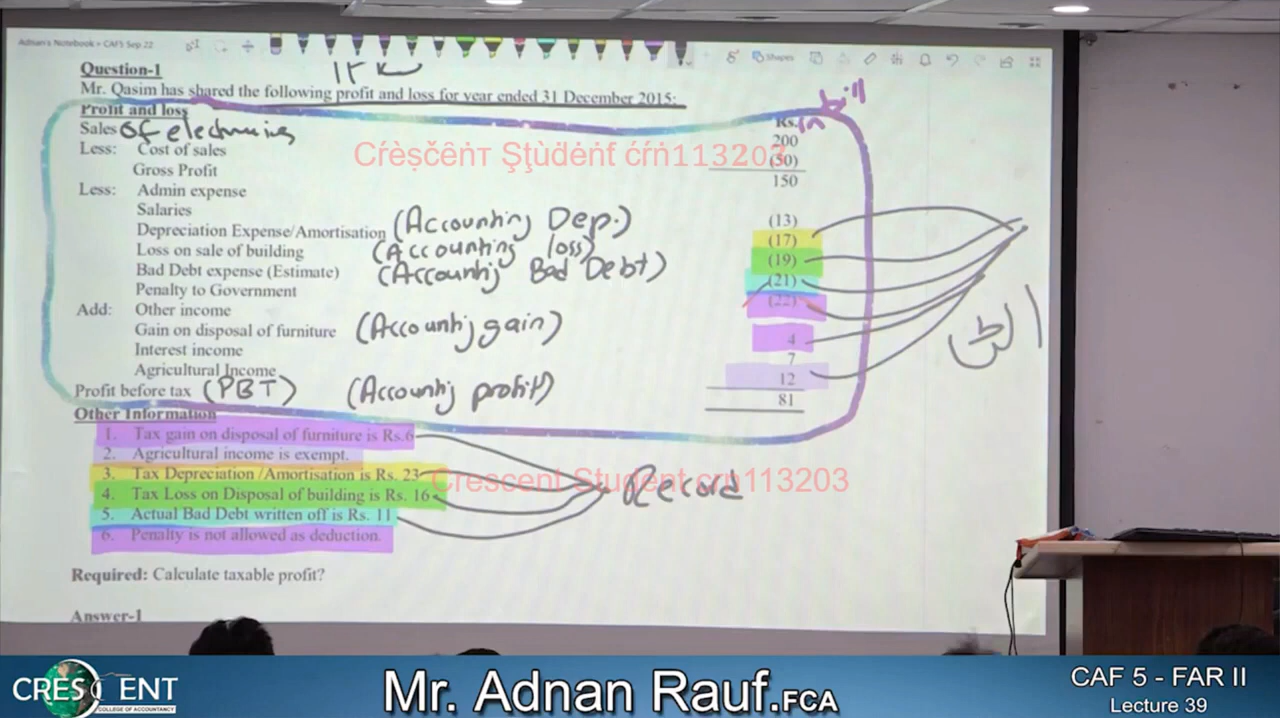 Adnan's Notebook > CAF5 Sep 22
Shapes
Question-1
Mr. Qasim has shared the following profit and loss for year ended 31 December 2015:
Profit and loss Rs. in bill
Sales of electronics 200
Less: Cost of sales (50)
Crescent Student crn113203
Gross Profit 150
Less: Admin expense
Salaries (13)
Depreciation Expense/Amortisation (Accounting Dep.) (17)
Loss on sale of building (Accounting loss) (19)
Bad Debt expense (Estimate) (Accounting Bad Debt) (21)
Penalty to Government (22)
Add: Other income
Gain on disposal of furniture (Accounting gain) 4
Interest income 7
Agricultural Income 12
Profit before tax (PBT) (Accounting profit) 81
Other Information
1. Tax gain on disposal of furniture is Rs.6
2. Agricultural income is exempt.
3. Tax Depreciation /Amortisation is Rs. 23
Crescent Student crn113203
4. Tax Loss on Disposal of building is Rs. 16
Record
5. Actual Bad Debt written off is Rs. 11
6. Penalty is not allowed as deduction.
Required: Calculate taxable profit?
Answer-1
CRESCENT
COLLEGE OF ACCOUNTANCY
Mr. Adnan Rauf.FCA
CAF 5 - FAR II
Lecture 39